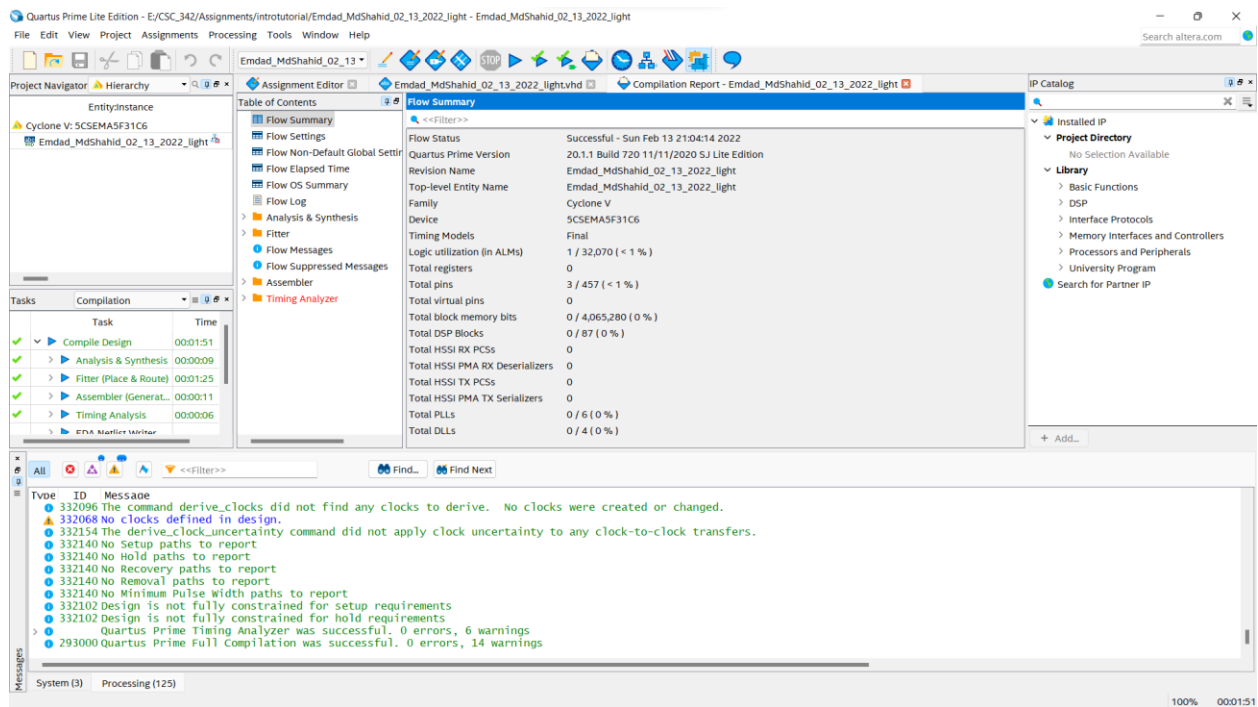 Quartus Prime Lite Edition - E:/CSC_342/Assignments/introtutorial/Emdad_MdShahid_02_13_2022_light - Emdad_MdShahid_02_13_2022_light
File Edit View Project Assignments Processing Tools Window Help
Search altera.com
Emdad_MdShahid_02_13
STOP
Project Navigator Hierarchy
Entity:Instance
Cyclone V: 5CSEMA5F31C6
Emdad_MdShahid_02_13_2022_light
Tasks Compilation
Task Time
Compile Design 00:01:51
Analysis & Synthesis 00:00:09
Fitter (Place & Route) 00:01:25
Assembler (Generat... 00:00:11
Timing Analysis 00:00:06
EDA Netlist Writer
Assignment Editor
Emdad_MdShahid_02_13_2022_light.vhd
Compilation Report - Emdad_MdShahid_02_13_2022_light
Table of Contents
Flow Summary
Flow Settings
Flow Non-Default Global Settir
Flow Elapsed Time
Flow OS Summary
Flow Log
Analysis & Synthesis
Fitter
Flow Messages
Flow Suppressed Messages
Assembler
Timing Analyzer
Flow Summary
<<Filter>>
Flow Status Successful - Sun Feb 13 21:04:14 2022
Quartus Prime Version 20.1.1 Build 720 11/11/2020 SJ Lite Edition
Revision Name Emdad_MdShahid_02_13_2022_light
Top-level Entity Name Emdad_MdShahid_02_13_2022_light
Family Cyclone V
Device 5CSEMA5F31C6
Timing Models Final
Logic utilization (in ALMs) 1 / 32,070 ( < 1 % )
Total registers 0
Total pins 3 / 457 ( < 1 % )
Total virtual pins 0
Total block memory bits 0 / 4,065,280 ( 0 % )
Total DSP Blocks 0 / 87 ( 0 % )
Total HSSI RX PCSs 0
Total HSSI PMA RX Deserializers 0
Total HSSI TX PCSs 0
Total HSSI PMA TX Serializers 0
Total PLLs 0 / 6 ( 0 % )
Total DLLs 0 / 4 ( 0 % )
IP Catalog
Installed IP
Project Directory
No Selection Available
Library
Basic Functions
DSP
Interface Protocols
Memory Interfaces and Controllers
Processors and Peripherals
University Program
Search for Partner IP
+ Add...
All
<<Filter>>
Find...
Find Next
Type ID Message
332096 The command derive_clocks did not find any clocks to derive. No clocks were created or changed.
332068 No clocks defined in design.
332154 The derive_clock_uncertainty command did not apply clock uncertainty to any clock-to-clock transfers.
332140 No Setup paths to report
332140 No Hold paths to report
332140 No Recovery paths to report
332140 No Removal paths to report
332140 No Minimum Pulse Width paths to report
332102 Design is not fully constrained for setup requirements
332102 Design is not fully constrained for hold requirements
Quartus Prime Timing Analyzer was successful. 0 errors, 6 warnings
293000 Quartus Prime Full Compilation was successful. 0 errors, 14 warnings
Messages
System (3) Processing (125)
100% 00:01:51